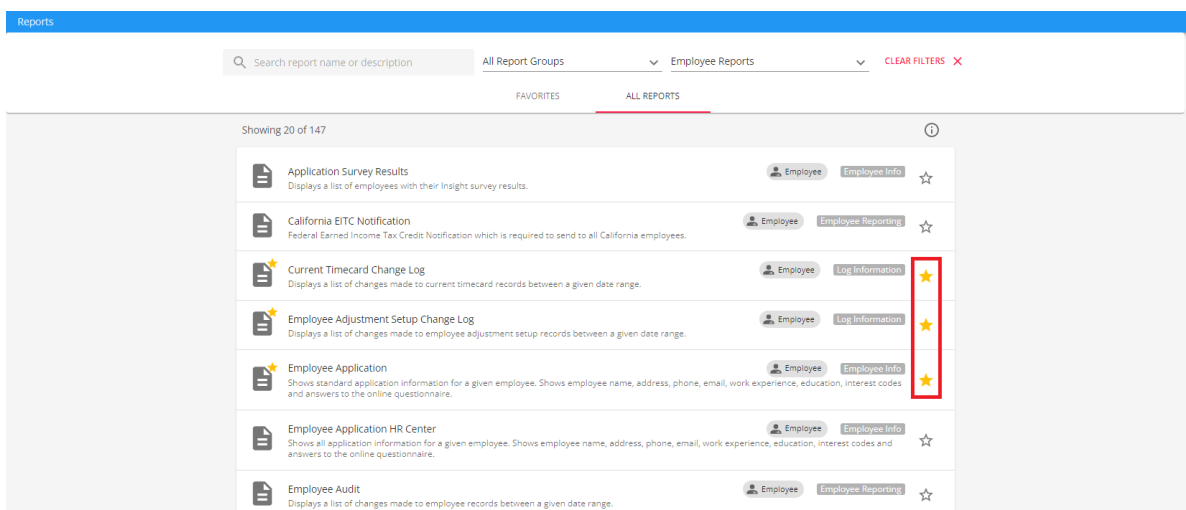 Reports
Search report name or description
All Report Groups
Employee Reports
CLEAR FILTERS
FAVORITES
ALL REPORTS
Showing 20 of 147
Application Survey Results
Employee
Employee Info
Displays a list of employees with their Insight survey results.
California EITC Notification
Employee
Employee Reporting
Federal Earned Income Tax Credit Notification which is required to send to all California employees.
Current Timecard Change Log
Employee
Log Information
Displays a list of changes made to current timecard records between a given date range.
Employee Adjustment Setup Change Log
Employee
Log Information
Displays a list of changes made to employee adjustment setup records between a given date range.
Employee Application
Employee
Employee Info
Shows standard application information for a given employee. Shows employee name, address, phone, email, work experience, education, interest codes
and answers to the online questionnaire.
Employee Application HR Center
Employee
Employee Info
Shows all application information for a given employee. Shows employee name, address, phone, email, work experience, education, interest codes and
answers to the online questionnaire.
Employee Audit
Employee
Employee Reporting
Displays a list of changes made to employee records between a given date range.